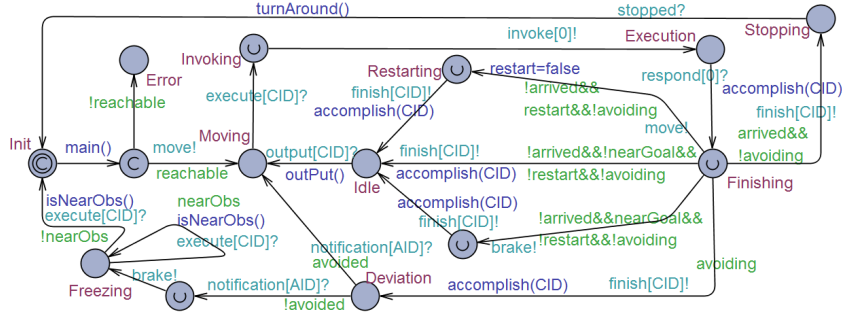 turnAround()
stopped?
Stopping
invoke[0]!
Execution
Invoking
Restarting
restart=false
respond[0]?
Error
finish[CID]!
accomplish(CID)
execute[CID]?
accomplish(CID)
!arrived&&
restart&&!avoiding
finish[CID]!
!reachable
move!
arrived&&
!avoiding
Init
main()
move!
reachable
Moving
output[CID]?
outPut()
Idle
finish[CID]!
accomplish(CID)
!arrived&&!nearGoal&&
!restart&&!avoiding
Finishing
isNearObs()
execute[CID]?
!nearObs
nearObs
isNearObs()
execute[CID]?
accomplish(CID)
finish[CID]!
brake!
!arrived&&nearGoal&&
!restart&&!avoiding
notification[AID]?
avoided
avoiding
Freezing
brake!
notification[AID]?
!avoided
Deviation
accomplish(CID)
finish[CID]!